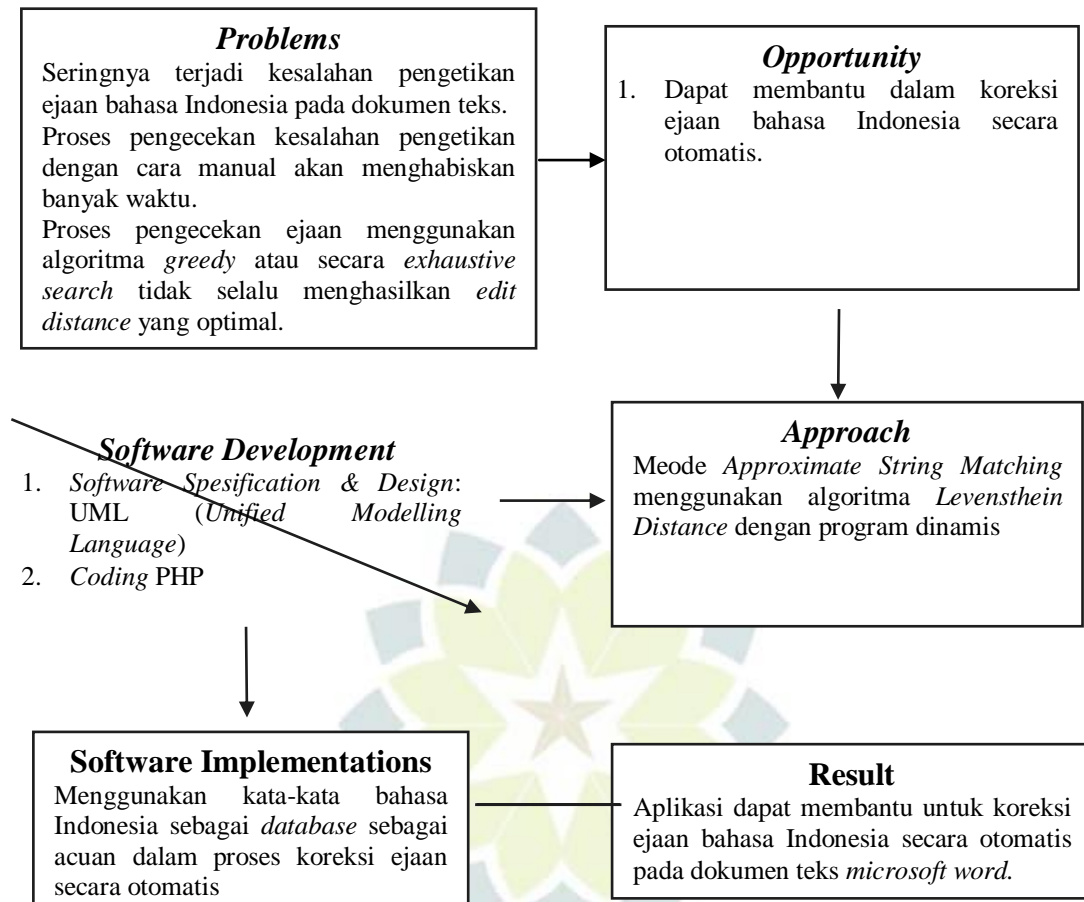 Problems
Seringnya terjadi kesalahan pengetikan
ejaan bahasa Indonesia pada dokumen teks.
Proses pengecekan kesalahan pengetikan
dengan cara manual akan menghabiskan
banyak waktu.
Proses pengecekan ejaan menggunakan
algoritma greedy atau secara exhaustive
search tidak selalu menghasilkan edit
distance yang optimal.
Opportunity
1. Dapat membantu dalam koreksi
ejaan bahasa Indonesia secara
otomatis.
Approach
Meode Approximate String Matching
menggunakan algoritma Levensthein
Distance dengan program dinamis
Software Development
1. Software Spesification & Design:
UML (Unified Modelling
Language)
2. Coding PHP
Software Implementations
Menggunakan kata-kata bahasa
Indonesia sebagai database sebagai
acuan dalam proses koreksi ejaan
secara otomatis
Result
Aplikasi dapat membantu untuk koreksi
ejaan bahasa Indonesia secara otomatis
pada dokumen teks microsoft word.